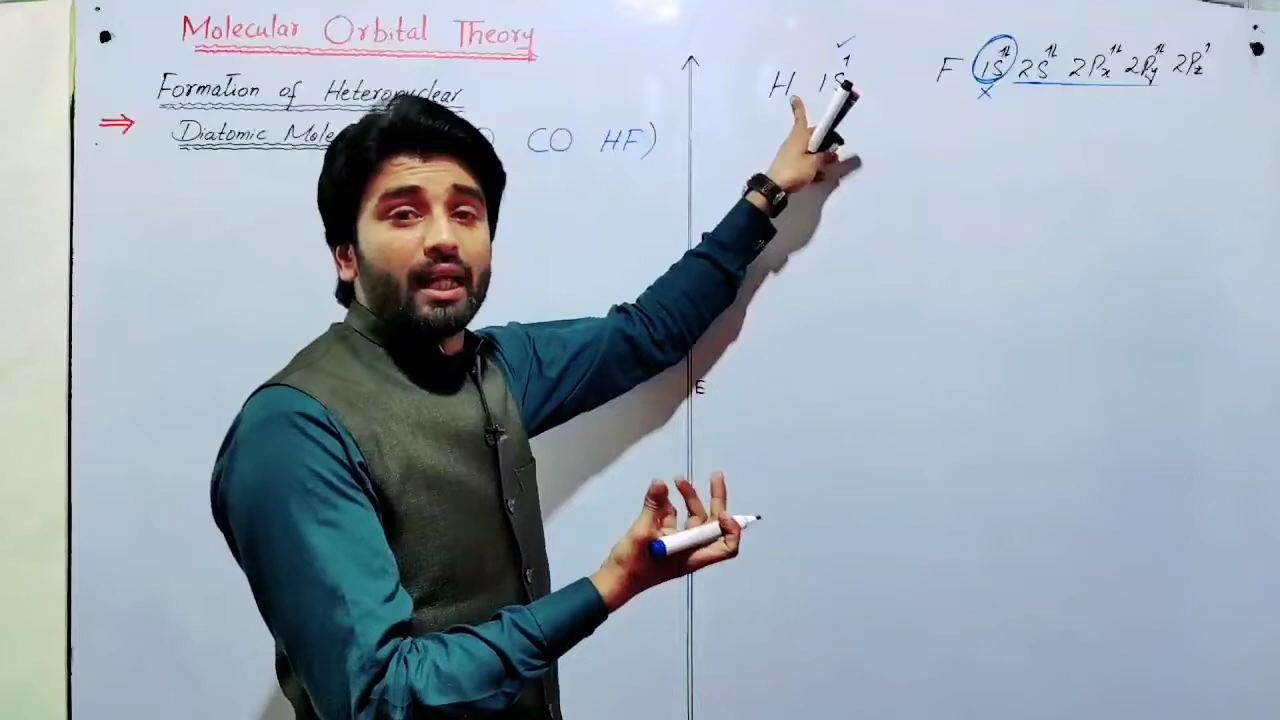 Molecular Orbital Theory
Formation of Heteronuclear
⇒ Diatomic Mole O CO HF)
H 1S¹
F 1S² 2S² 2Px² 2Py² 2Pz¹
x
E